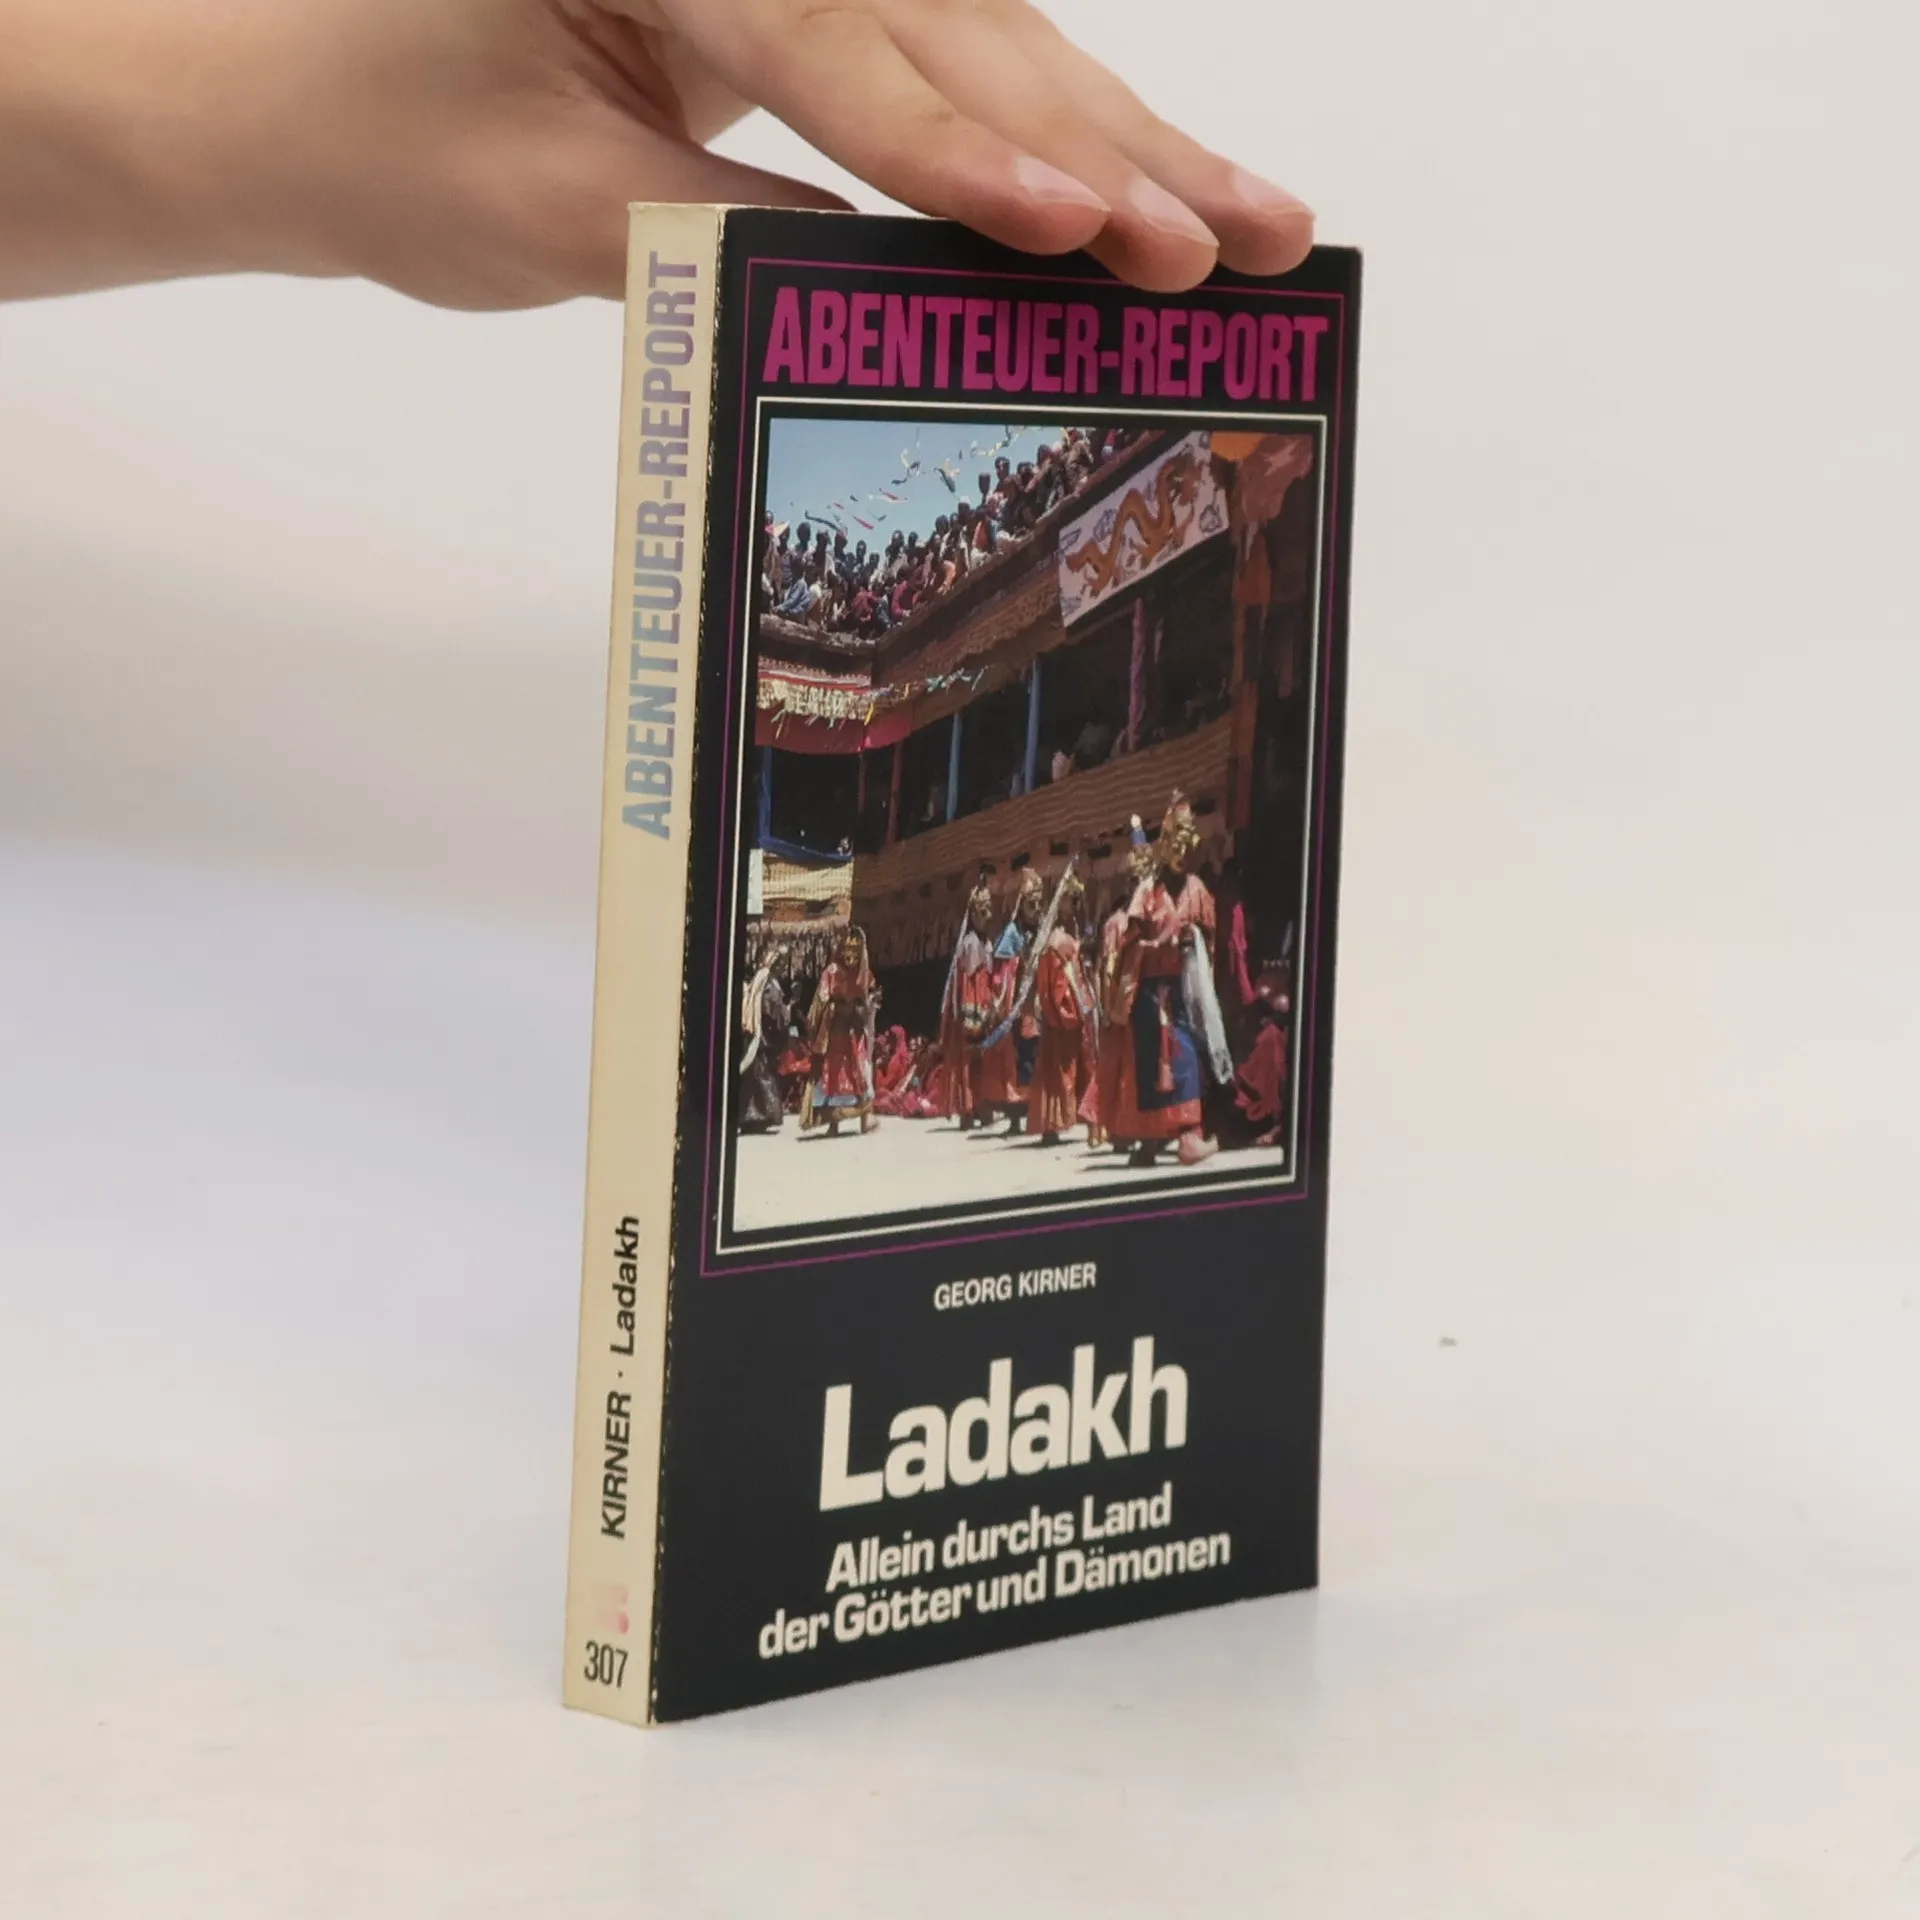 ABENTEUER-REPORT
KIRNER · Ladakh
307
ABENTEUER-REPORT
GEORG KIRNER
Ladakh
Allein durchs Land
der Götter und Dämonen